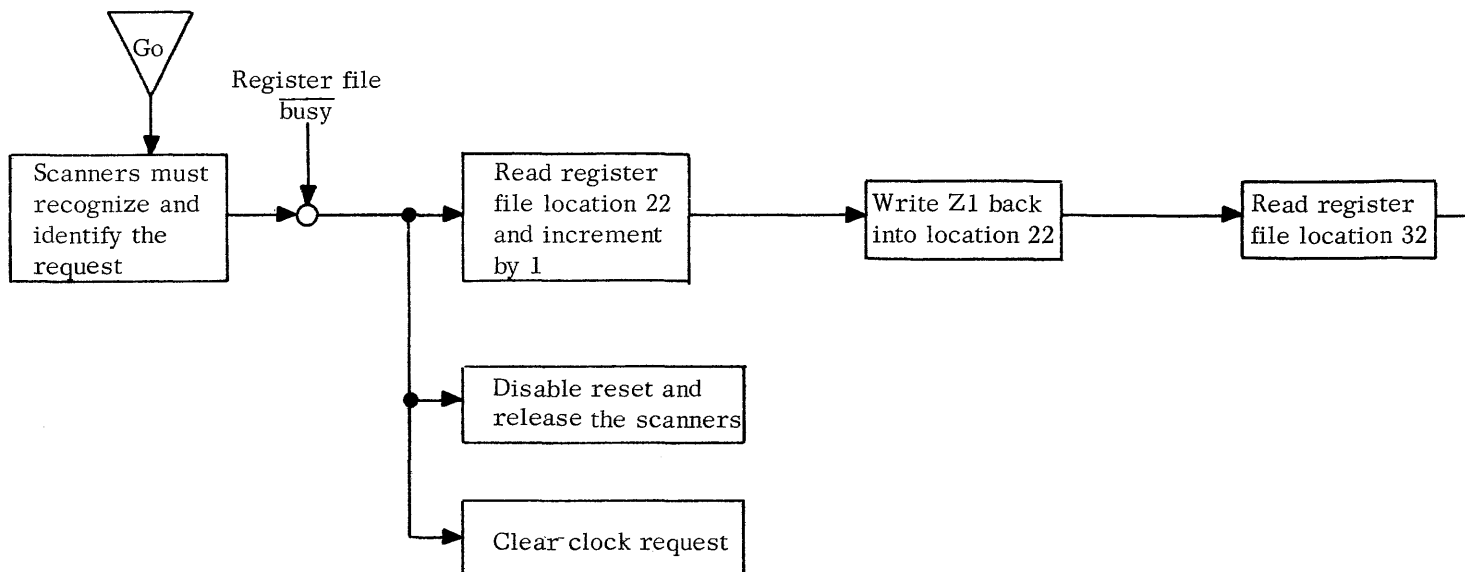 Go
Register file
busy
Scanners must
recognize and
identify the
request
Read register
file location 22
and increment
by 1
Write Z1 back
into location 22
Read register
file location 32
Disable reset and
release the scanners
Clear clock request